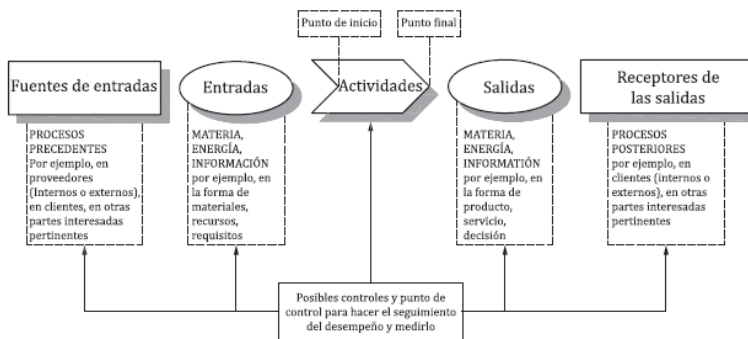 Punto de inicio
Punto final
Fuentes de entradas
Entradas
Actividades
Salidas
Receptores de
las salidas
PROCESOS
PRECEDENTES
Por ejemplo, en
proveedores
(Internos o externos),
en clientes, en otras
partes interesadas
pertinentes
MATERIA,
ENERGÍA,
INFORMACIÓN
por ejemplo, en
la forma de
materiales,
recursos,
requisitos
MATERIA,
ENERGÍA,
INFORMATIÓN
por ejemplo, en
la forma de
producto,
servicio,
decisión
PROCESOS
POSTERIORES
por ejemplo, en
clientes (internos o
externos), en otras
partes interesadas
pertinentes
Posibles controles y punto de
control para hacer el seguimiento
del desempeño y medirlo